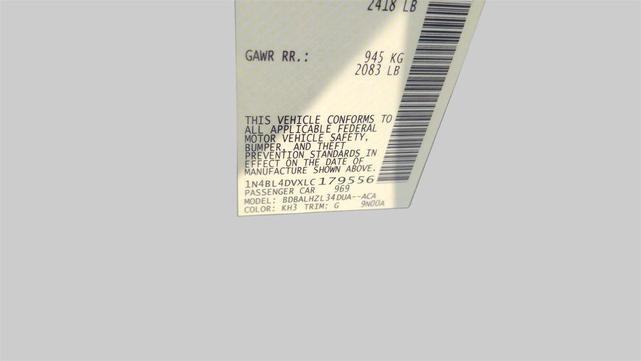 2418 LB
GAWR RR.: 945 KG
2083 LB
THIS VEHICLE CONFORMS TO
ALL APPLICABLE FEDERAL
MOTOR VEHICLE SAFETY,
BUMPER, AND THEFT
PREVENTION STANDARDS IN
EFFECT ON THE DATE OF
MANUFACTURE SHOWN ABOVE.
1N4BL4DVXLC179556
PASSENGER CAR 969
MODEL: BDBALHZL34DUA--ACA
COLOR: KH3 TRIM: G 9N00A